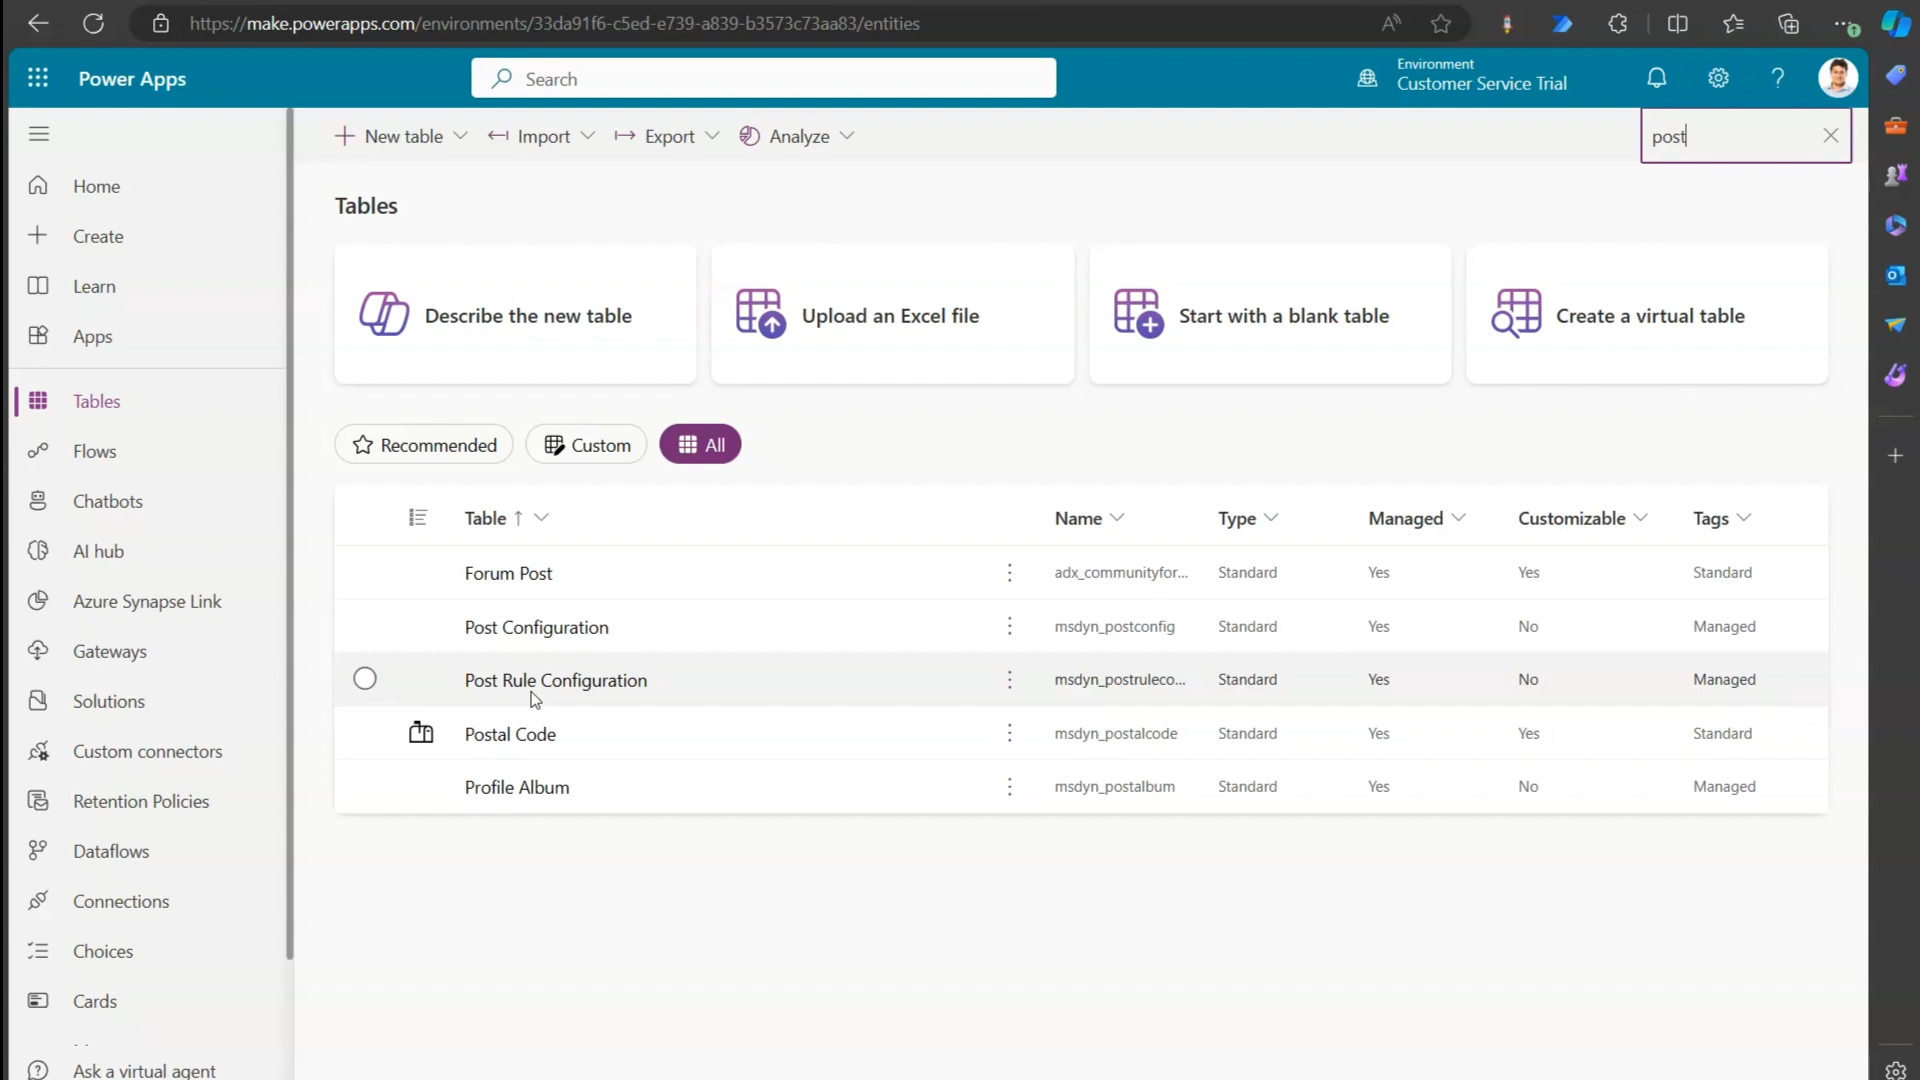 https://make.powerapps.com/environments/33da91f6-c5ed-e739-a839-b3573c73aa83/entities
Power Apps
Search
Environment
Customer Service Trial
New table
Import
Export
Analyze
post
Home
Create
Learn
Apps
Tables
Flows
Chatbots
AI hub
Azure Synapse Link
Gateways
Solutions
Custom connectors
Retention Policies
Dataflows
Connections
Choices
Cards
Ask a virtual agent
Tables
Describe the new table
Upload an Excel file
Start with a blank table
Create a virtual table
Recommended
Custom
All
Table ↑ Name Type Managed Customizable Tags
Forum Post adx_communityfor... Standard Yes Yes Standard
Post Configuration msdyn_postconfig Standard Yes No Managed
Post Rule Configuration msdyn_postruleco... Standard Yes No Managed
Postal Code msdyn_postalcode Standard Yes Yes Standard
Profile Album msdyn_postalbum Standard Yes No Managed